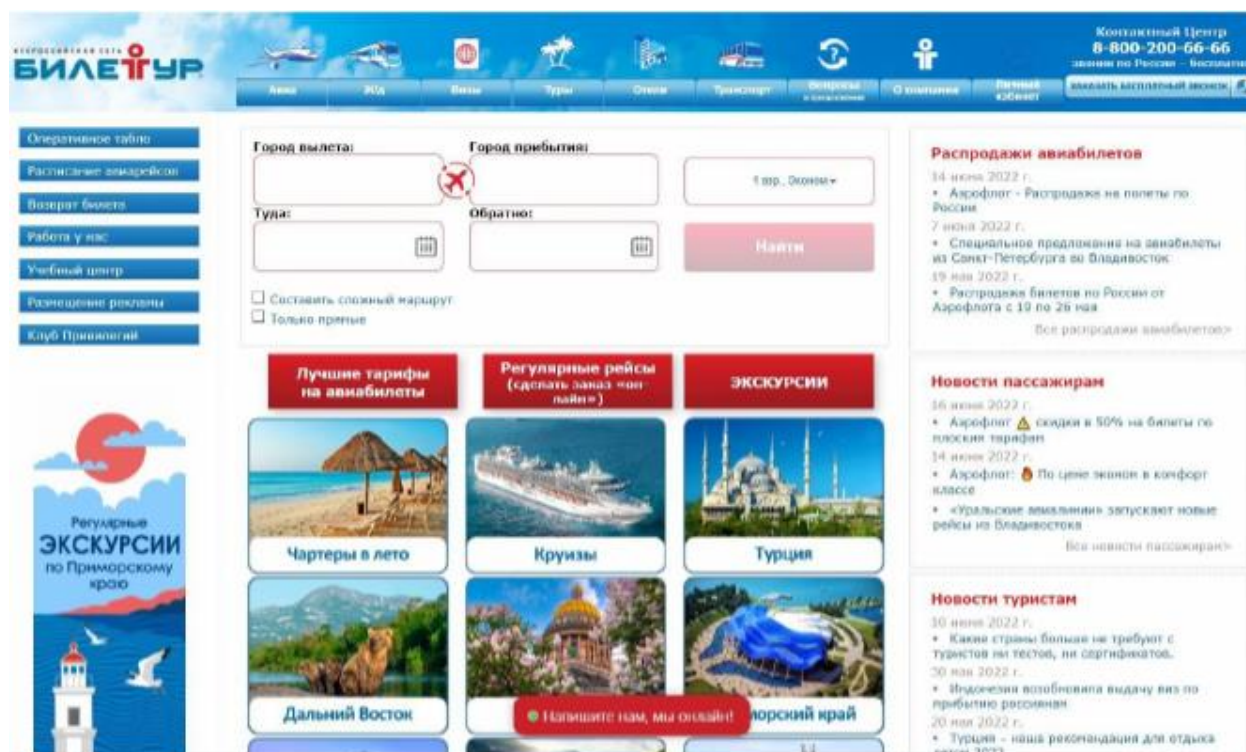 ВСЕРОССИЙСКАЯ СЕТЬ
БИЛЕТУР
Авиа
Ж/д
Визы
Туры
Отели
Транспорт
Вопросы
О компании
Личный
кабинет
Контактный Центр
8-800-200-66-66
звонки по России – бесплатно
заказать бесплатный звонок
Оперативное табло
Расписание авиарейсов
Возврат билета
Работа у нас
Учебный центр
Размещение рекламы
Клуб Привилегий
Регулярные
ЭКСКУРСИИ
по Приморскому
краю
Город вылета:
Город прибытия:
1 взр., Эконом
Туда:
Обратно:
Найти
Составить сложный маршрут
Только прямые
Лучшие тарифы
на авиабилеты
Регулярные рейсы
(сделать заказ «он-
лайн»)
ЭКСКУРСИИ
Чартеры в лето
Круизы
Турция
Дальний Восток
морский край
Напишите нам, мы онлайн!
Распродажи авиабилетов
14 июня 2022 г.
• Аэрофлот - Распродажа на полеты по
России
7 июня 2022 г.
• Специальное предложение на авиабилеты
из Санкт-Петербурга во Владивосток
19 мая 2022 г.
• Распродажа билетов по России от
Аэрофлота с 19 по 26 мая
Все распродажи авиабилетов>
Новости пассажирам
16 июня 2022 г.
• Аэрофлот ⚠ скидки в 50% на билеты по
плоским тарифам
14 июня 2022 г.
• Аэрофлот: 🔥 По цене эконом в комфорт
классе
• «Уральские авиалинии» запускают новые
рейсы из Владивостока
Все новости пассажирам>
Новости туристам
10 июня 2022 г.
• Какие страны больше не требуют с
туристов ни тестов, ни сертификатов.
30 мая 2022 г.
• Индонезия возобновила выдачу виз по
прибытию россиянам
20 мая 2022 г.
• Турция – наша рекомендация для отдыха
летом 2022